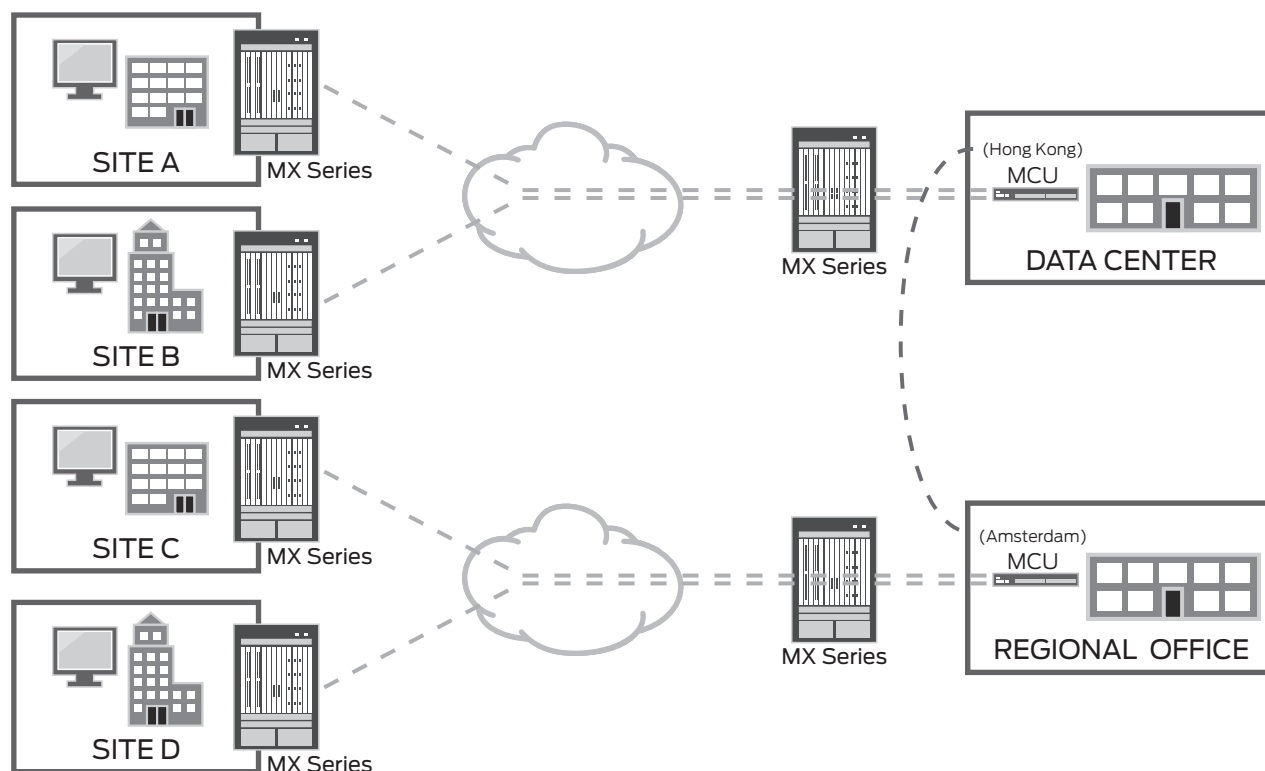 SITE A
MX Series
SITE B
MX Series
SITE C
MX Series
SITE D
MX Series
MX Series
(Hong Kong)
MCU
DATA CENTER
MX Series
(Amsterdam)
MCU
REGIONAL OFFICE